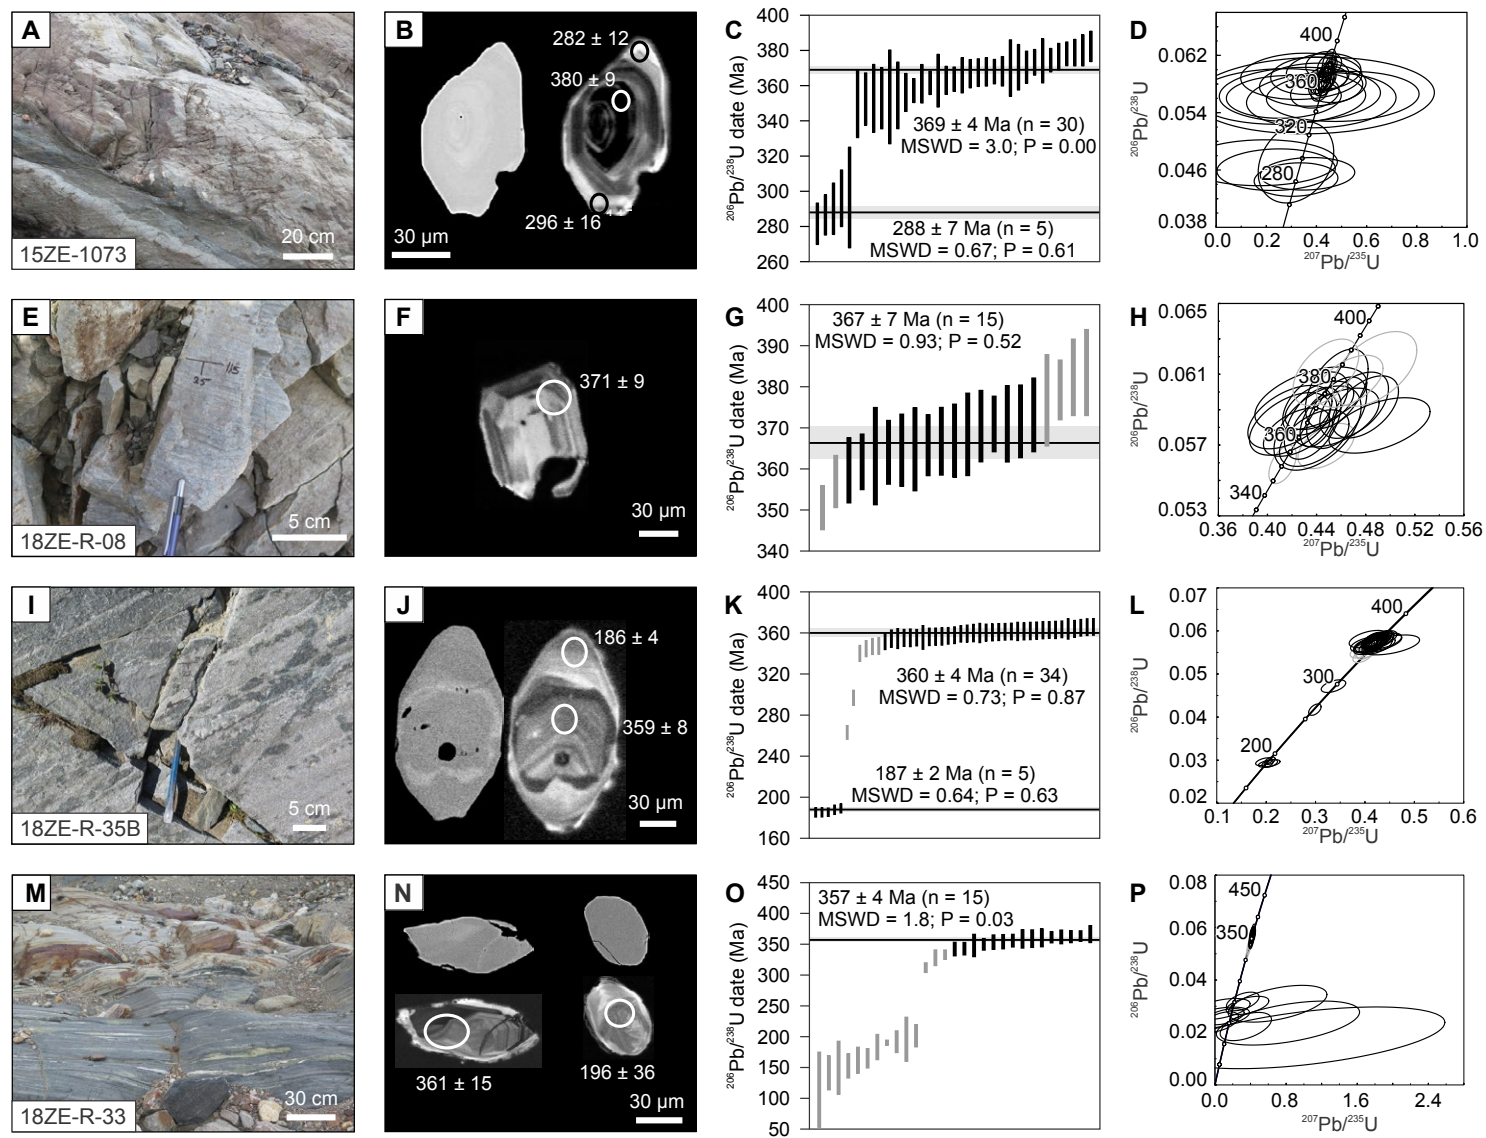 A
15ZE-1073
20 cm
B
282 ± 12
380 ± 9
296 ± 16
30 µm
C
400
380
360
340
320
300
280
260
²⁰⁶Pb/²³⁸U date (Ma)
369 ± 4 Ma (n = 30)
MSWD = 3.0; P = 0.00
288 ± 7 Ma (n = 5)
MSWD = 0.67; P = 0.61
D
0.062
0.054
0.046
0.038
²⁰⁶Pb/²³⁸U
400
360
320
280
0.0 0.2 0.4 0.6 0.8 1.0
²⁰⁷Pb/²³⁵U
E
115
25
18ZE-R-08
5 cm
F
371 ± 9
30 µm
G
400
390
380
370
360
350
340
²⁰⁶Pb/²³⁸U date (Ma)
367 ± 7 Ma (n = 15)
MSWD = 0.93; P = 0.52
H
0.065
0.061
0.057
0.053
²⁰⁶Pb/²³⁸U
400
380
360
340
0.36 0.40 0.44 0.48 0.52 0.56
²⁰⁷Pb/²³⁵U
I
18ZE-R-35B
5 cm
J
186 ± 4
359 ± 8
30 µm
K
400
360
320
280
240
200
160
²⁰⁶Pb/²³⁸U date (Ma)
360 ± 4 Ma (n = 34)
MSWD = 0.73; P = 0.87
187 ± 2 Ma (n = 5)
MSWD = 0.64; P = 0.63
L
0.07
0.06
0.05
0.04
0.03
0.02
²⁰⁶Pb/²³⁸U
400
300
200
0.1 0.2 0.3 0.4 0.5 0.6
²⁰⁷Pb/²³⁵U
M
18ZE-R-33
30 cm
N
361 ± 15
196 ± 36
30 µm
O
450
400
350
300
250
200
150
100
50
²⁰⁶Pb/²³⁸U date (Ma)
357 ± 4 Ma (n = 15)
MSWD = 1.8; P = 0.03
P
0.08
0.06
0.04
0.02
0.00
²⁰⁶Pb/²³⁸U
450
350
0.0 0.8 1.6 2.4
²⁰⁷Pb/²³⁵U